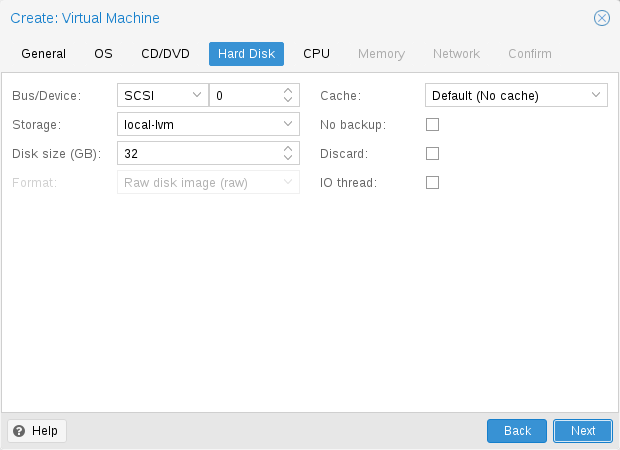 Create: Virtual Machine
General OS CD/DVD Hard Disk CPU Memory Network Confirm
Bus/Device: SCSI 0 Cache: Default (No cache)
Storage: local-lvm No backup:
Disk size (GB): 32 Discard:
Format: Raw disk image (raw) IO thread:
? Help Back Next